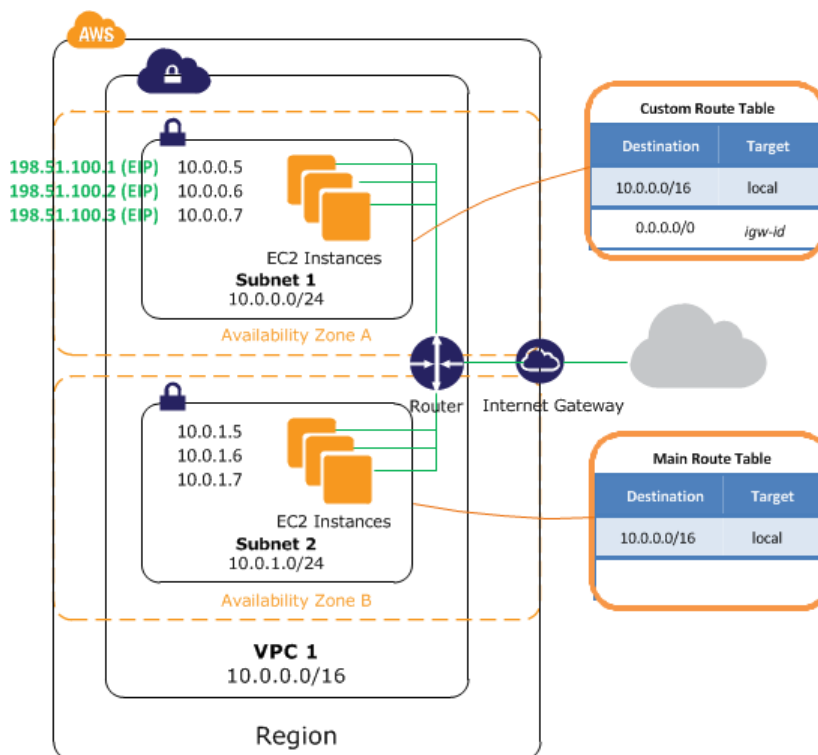 AWS
198.51.100.1 (EIP) 10.0.0.5
198.51.100.2 (EIP) 10.0.0.6
198.51.100.3 (EIP) 10.0.0.7
EC2 Instances
Subnet 1
10.0.0.0/24
Availability Zone A
Custom Route Table
Destination Target
10.0.0.0/16 local
0.0.0.0/0 igw-id
Router
Internet Gateway
10.0.1.5
10.0.1.6
10.0.1.7
EC2 Instances
Subnet 2
10.0.1.0/24
Availability Zone B
Main Route Table
Destination Target
10.0.0.0/16 local
VPC 1
10.0.0.0/16
Region